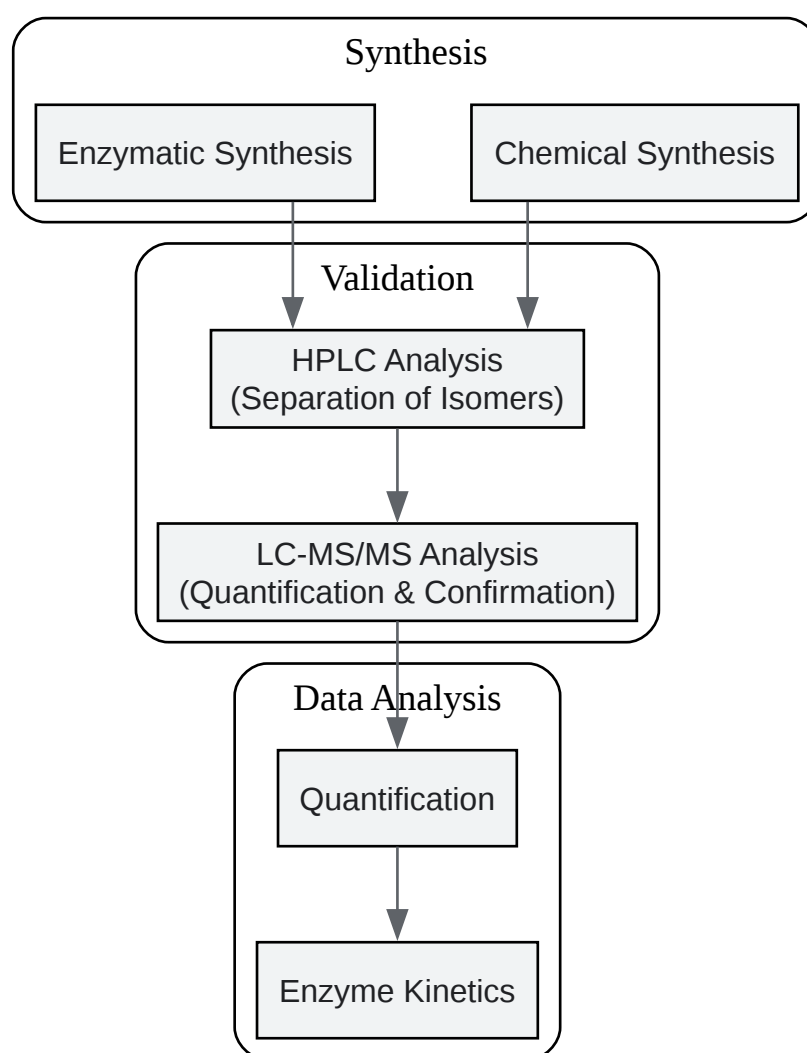 Synthesis
Enzymatic Synthesis
Chemical Synthesis
Validation
HPLC Analysis
(Separation of Isomers)
LC-MS/MS Analysis
(Quantification & Confirmation)
Data Analysis
Quantification
Enzyme Kinetics